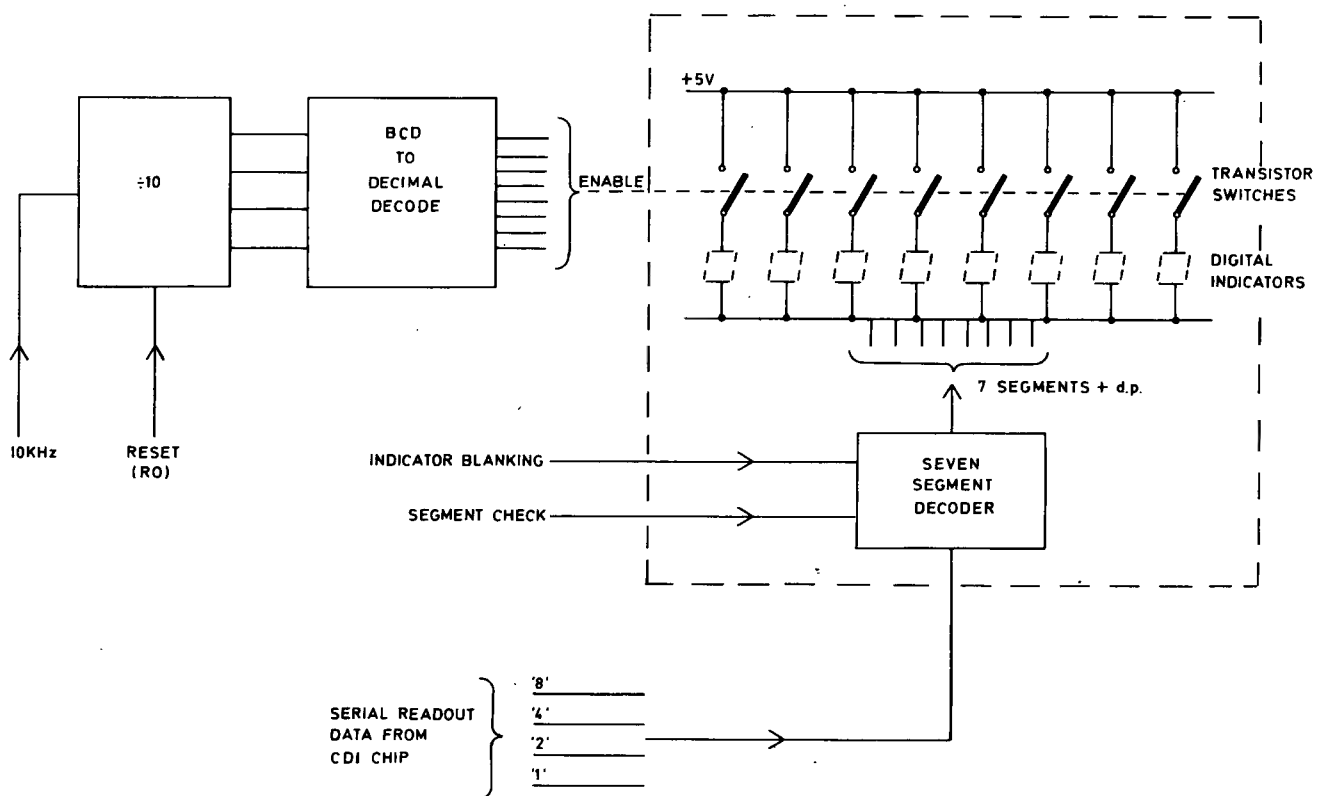 +5V
÷10
BCD
TO
DECIMAL
DECODE
ENABLE
TRANSISTOR
SWITCHES
DIGITAL
INDICATORS
7 SEGMENTS + d.p.
10KHz
RESET
(RO)
INDICATOR BLANKING
SEGMENT CHECK
SEVEN
SEGMENT
DECODER
SERIAL READOUT
DATA FROM
CDI CHIP
'8'
'4'
'2'
'1'